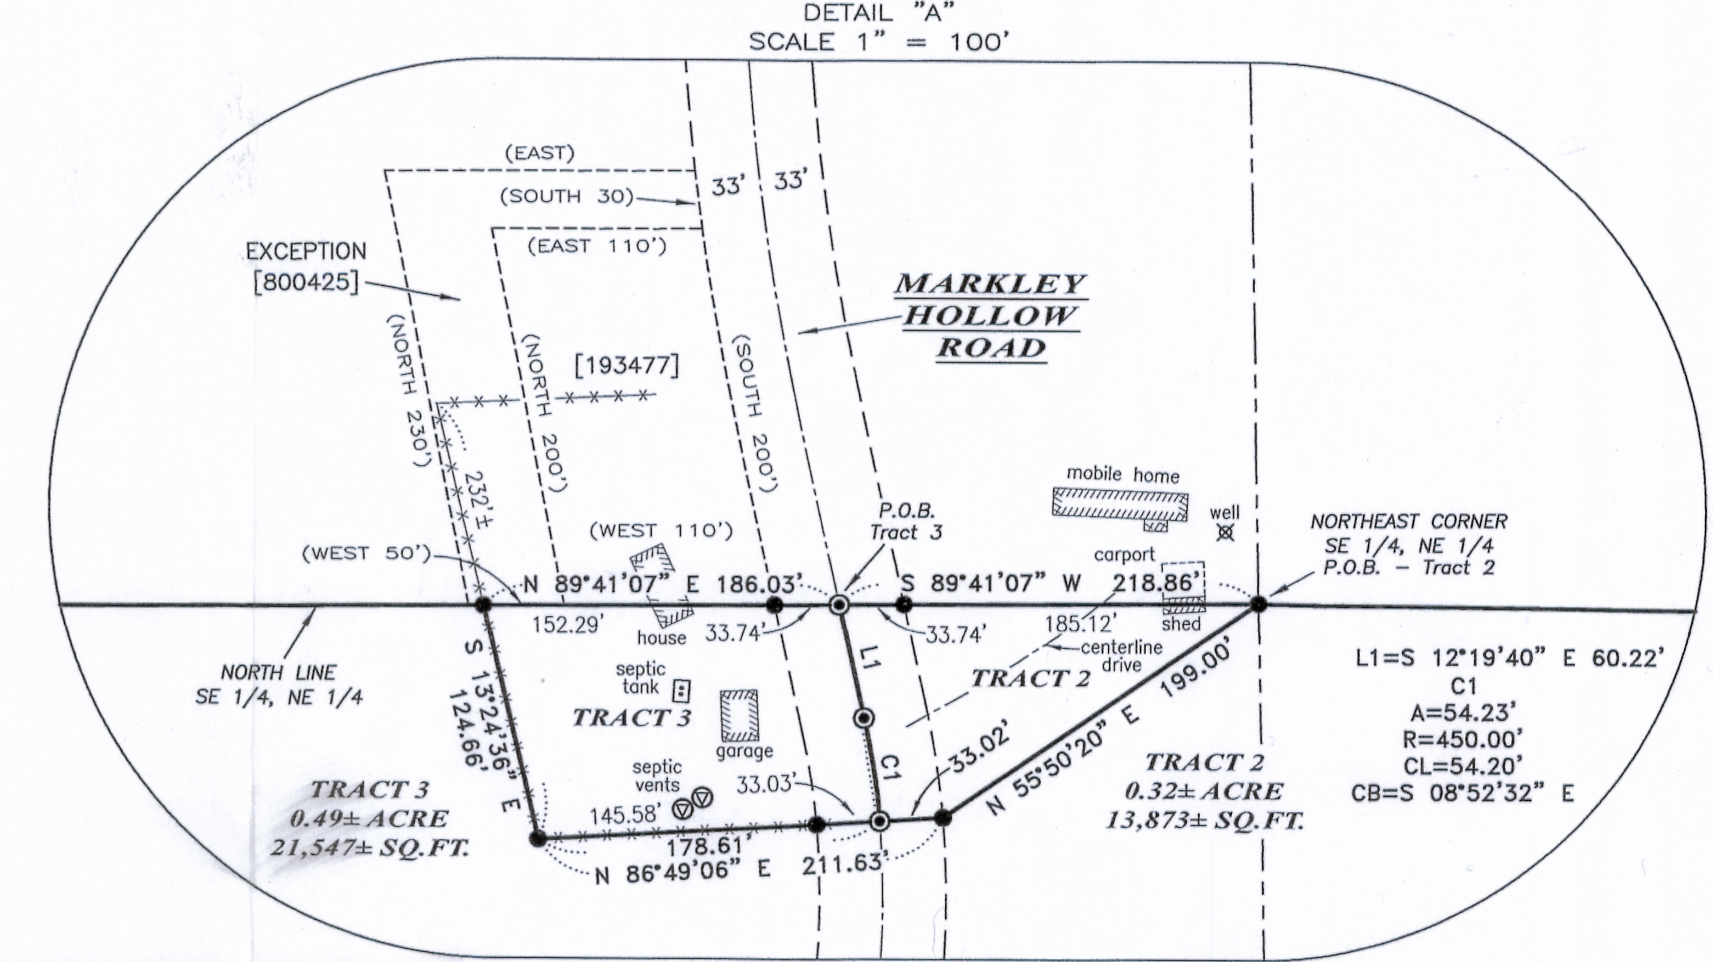 DETAIL "A"
SCALE 1" = 100'
(EAST)
(SOUTH 30)
33' 33'
(EAST 110')
EXCEPTION
[800425]
MARKLEY
HOLLOW
ROAD
(NORTH 230')
(NORTH 200')
[193477]
(SOUTH 200')
232'±
mobile home
well
P.O.B.
Tract 3
NORTHEAST CORNER
SE 1/4, NE 1/4
P.O.B. - Tract 2
(WEST 110')
(WEST 50')
carport
N 89°41'07" E 186.03'
S 89°41'07" W 218.86'
152.29'
house
33.74'
33.74'
185.12'
shed
centerline
drive
NORTH LINE
SE 1/4, NE 1/4
S 13°24'36" E
124.66'
septic
tank
TRACT 3
garage
L1
TRACT 2
199.00'
N 55°50'20" E
L1=S 12°19'40" E 60.22'
C1
A=54.23'
R=450.00'
CL=54.20'
CB=S 08°52'32" E
septic
vents
33.03'
C1
33.02'
TRACT 3
0.49± ACRE
21,547± SQ.FT.
TRACT 2
0.32± ACRE
13,873± SQ.FT.
145.58'
178.61'
N 86°49'06" E 211.63'